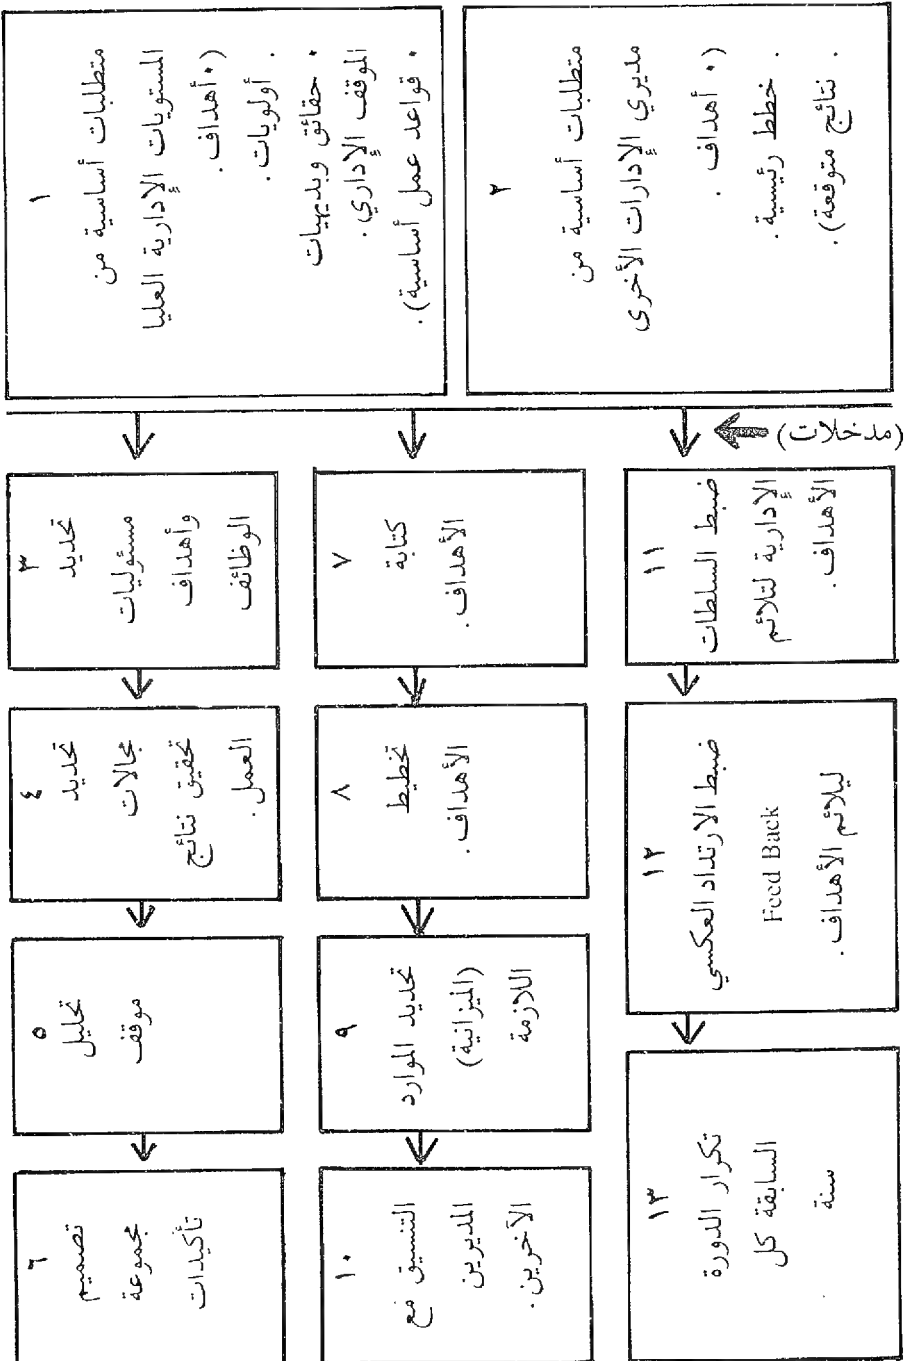 ١
متطلبات أساسية من
المستويات الإدارية العليا
(• أهداف .
. أولويات .
• حقائق وبديهيات
الموقف الإداري .
• قواعد عمل أساسية) .
٢
متطلبات أساسية من
مديري الإدارات الأخرى
(• أهداف .
. خطط رئيسية .
. نتائج متوقعة) .
(مدخلات)
٣
تحديد
مسئوليات
وأهداف
الوظائف
٤
تحديد
مجالات
تحقيق نتائج
العمل .
٥
تحليل
موقف
٦
تصميم
مجموعة
تأكيدات
٧
كتابة
الأهداف .
٨
تخطيط
الأهداف .
٩
تحديد الموارد
(الميزانية)
اللازمة
١٠
التنسيق مع
المديرين
الآخرين .
١١
ضبط السلطات
الإدارية لتلائم
الأهداف .
١٢
ضبط الارتداد العكسي
Feed Back
ليلائم الأهداف .
١٣
تكرار الدورة
السابقة كل
سنة